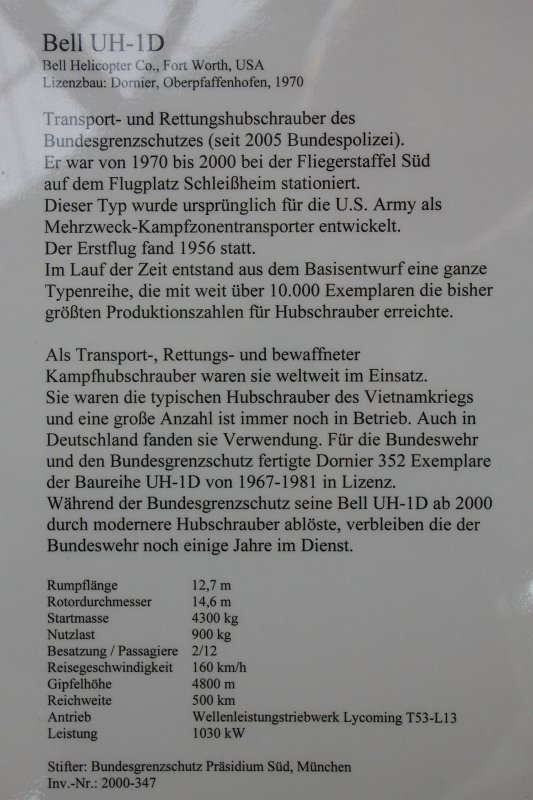 Bell UH-1D
Bell Helicopter Co., Fort Worth, USA
Lizenzbau: Dornier, Oberpfaffenhofen, 1970
Transport- und Rettungshubschrauber des
Bundesgrenzschutzes (seit 2005 Bundespolizei).
Er war von 1970 bis 2000 bei der Fliegerstaffel Süd
auf dem Flugplatz Schleißheim stationiert.
Dieser Typ wurde ursprünglich für die U.S. Army als
Mehrzweck-Kampfzonentransporter entwickelt.
Der Erstflug fand 1956 statt.
Im Lauf der Zeit entstand aus dem Basisentwurf eine ganze
Typenreihe, die mit weit über 10.000 Exemplaren die bisher
größten Produktionszahlen für Hubschrauber erreichte.
Als Transport-, Rettungs- und bewaffneter
Kampfhubschrauber waren sie weltweit im Einsatz.
Sie waren die typischen Hubschrauber des Vietnamkriegs
und eine große Anzahl ist immer noch in Betrieb. Auch in
Deutschland fanden sie Verwendung. Für die Bundeswehr
und den Bundesgrenzschutz fertigte Dornier 352 Exemplare
der Baureihe UH-1D von 1967-1981 in Lizenz.
Während der Bundesgrenzschutz seine Bell UH-1D ab 2000
durch modernere Hubschrauber ablöste, verbleiben die der
Bundeswehr noch einige Jahre im Dienst.
Rumpflänge 12,7 m
Rotordurchmesser 14,6 m
Startmasse 4300 kg
Nutzlast 900 kg
Besatzung / Passagiere 2/12
Reisegeschwindigkeit 160 km/h
Gipfelhöhe 4800 m
Reichweite 500 km
Antrieb Wellenleistungstriebwerk Lycoming T53-L13
Leistung 1030 kW
Stifter: Bundesgrenzschutz Präsidium Süd, München
Inv.-Nr.: 2000-347